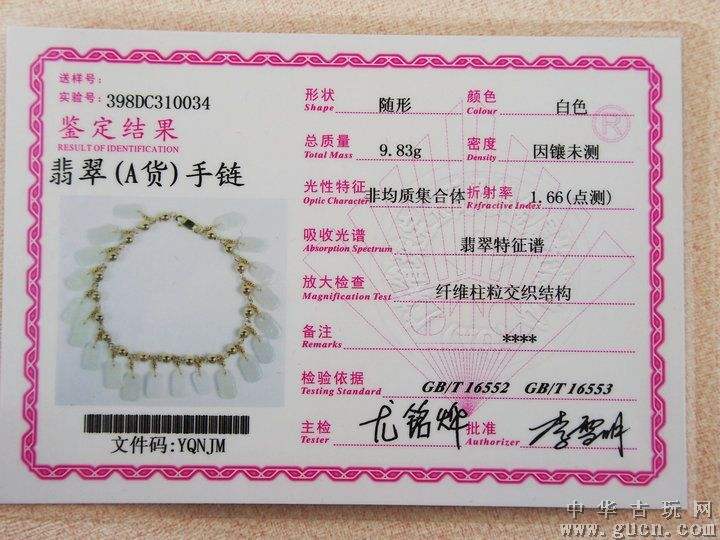 送样号:
实验号: 398DC310034
鉴定结果
RESULT OF IDENTIFICATION
翡翠(A货)手链
文件码:YQNJM
形状 Shape 随形 颜色 Colour 白色
总质量 Total Mass 9.83g 密度 Density 因镶未测
光性特征 Optic Character 非均质集合体 折射率 Refractive Index 1.66(点测)
吸收光谱 Absorption Spectrum 翡翠特征谱
放大检查 Magnification Test 纤维柱粒交织结构
备注 Remarks ****
检验依据 Testing Standard GB/T 16552 GB/T 16553
主检 Tester 批准 Authorizer 李雪明
®
中华古玩网
www.gucn.com